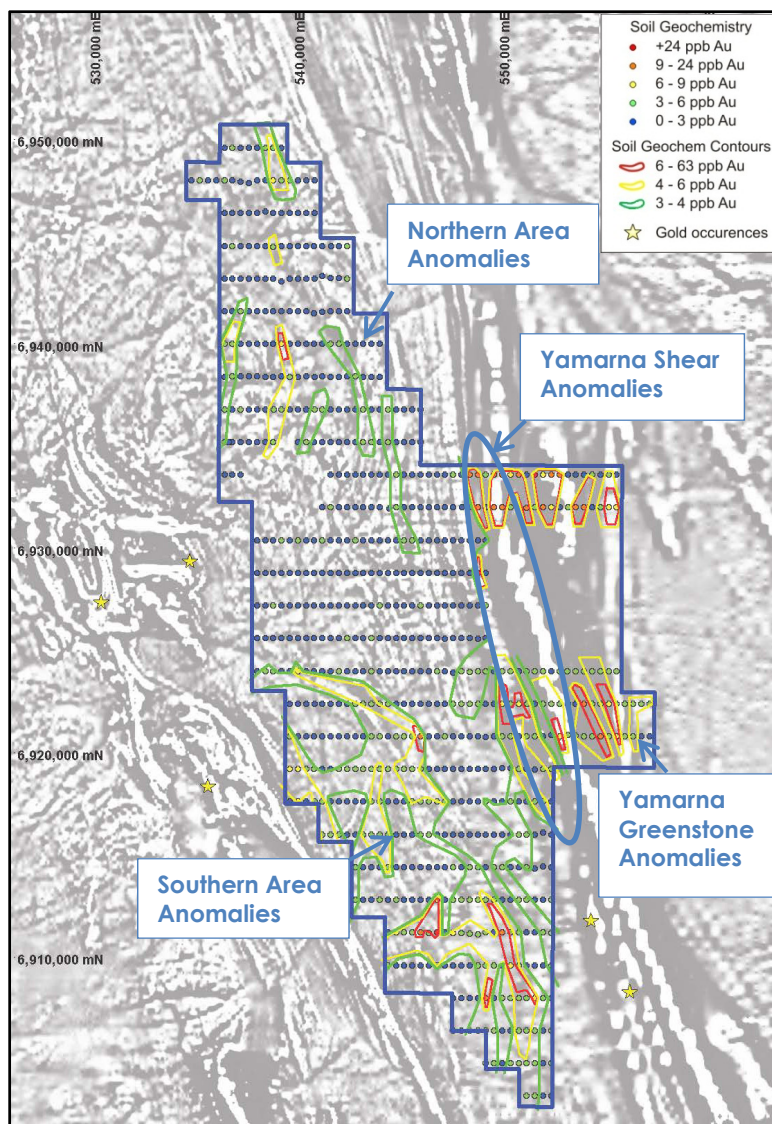 530,000 mE
540,000 mE
550,000 mE
Soil Geochemistry
+24 ppb Au
9 - 24 ppb Au
6 - 9 ppb Au
3 - 6 ppb Au
0 - 3 ppb Au
Soil Geochem Contours
6 - 63 ppb Au
4 - 6 ppb Au
3 - 4 ppb Au
Gold occurences
6,950,000 mN
Northern Area
Anomalies
6,940,000 mN
Yamarna Shear
Anomalies
6,930,000 mN
6,920,000 mN
Yamarna
Greenstone
Anomalies
Southern Area
Anomalies
6,910,000 mN